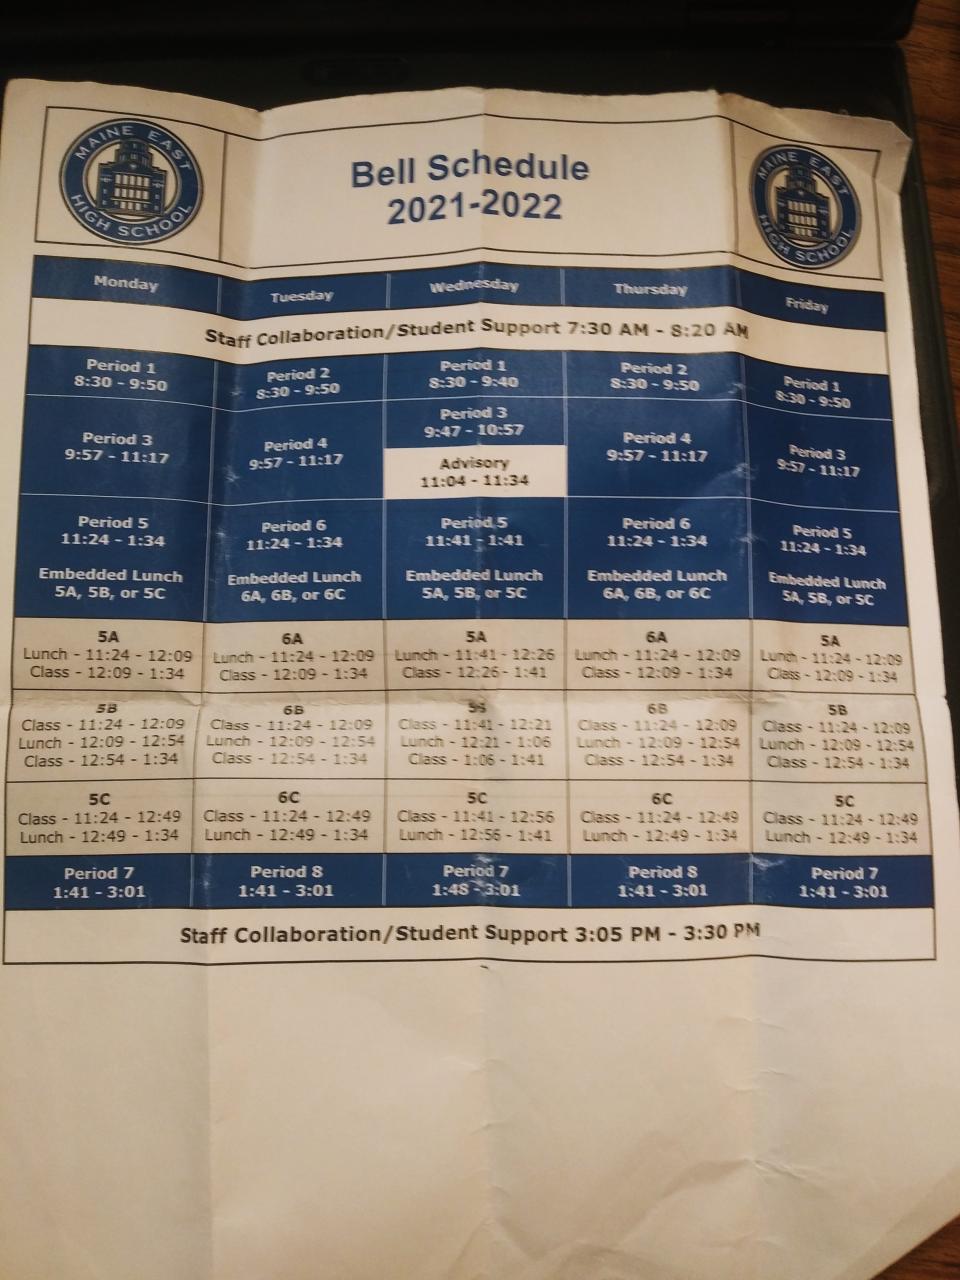 MAINE EAST HIGH SCHOOL
Bell Schedule
2021-2022
MAINE EAST HIGH SCHOOL
Monday Tuesday Wednesday Thursday Friday
Staff Collaboration/Student Support 7:30 AM - 8:20 AM
Period 1 Period 2 Period 1 Period 2 Period 1
8:30 - 9:50 8:30 - 9:50 8:30 - 9:40 8:30 - 9:50 8:30 - 9:50
Period 3 Period 4 Period 3 Period 4 Period 3
9:57 - 11:17 9:57 - 11:17 9:47 - 10:57 9:57 - 11:17 9:57 - 11:17
Advisory
11:04 - 11:34
Period 5 Period 6 Period 5 Period 6 Period 5
11:24 - 1:34 11:24 - 1:34 11:41 - 1:41 11:24 - 1:34 11:24 - 1:34
Embedded Lunch Embedded Lunch Embedded Lunch Embedded Lunch Embedded Lunch
5A, 5B, or 5C 6A, 6B, or 6C 5A, 5B, or 5C 6A, 6B, or 6C 5A, 5B, or 5C
5A 6A 5A 6A 5A
Lunch - 11:24 - 12:09 Lunch - 11:24 - 12:09 Lunch - 11:41 - 12:26 Lunch - 11:24 - 12:09 Lunch - 11:24 - 12:09
Class - 12:09 - 1:34 Class - 12:09 - 1:34 Class - 12:26 - 1:41 Class - 12:09 - 1:34 Class - 12:09 - 1:34
5B 6B 6B 5B
Class - 11:24 - 12:09 Class - 11:24 - 12:09 Class - 11:41 - 12:21 Class - 11:24 - 12:09 Class - 11:24 - 12:09
Lunch - 12:09 - 12:54 Lunch - 12:09 - 12:54 Lunch - 12:21 - 1:06 Lunch - 12:09 - 12:54 Lunch - 12:09 - 12:54
Class - 12:54 - 1:34 Class - 12:54 - 1:34 Class - 1:06 - 1:41 Class - 12:54 - 1:34 Class - 12:54 - 1:34
5C 6C 5C 6C 5C
Class - 11:24 - 12:49 Class - 11:24 - 12:49 Class - 11:41 - 12:56 Class - 11:24 - 12:49 Class - 11:24 - 12:49
Lunch - 12:49 - 1:34 Lunch - 12:49 - 1:34 Lunch - 12:56 - 1:41 Lunch - 12:49 - 1:34 Lunch - 12:49 - 1:34
Period 7 Period 8 Period 7 Period 8 Period 7
1:41 - 3:01 1:41 - 3:01 1:48 - 3:01 1:41 - 3:01 1:41 - 3:01
Staff Collaboration/Student Support 3:05 PM - 3:30 PM